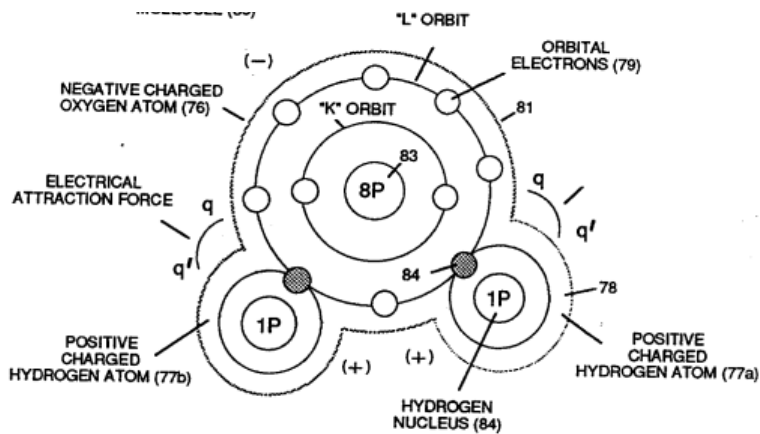 "L" ORBIT
ORBITAL
ELECTRONS (79)
(−)
NEGATIVE CHARGED
OXYGEN ATOM (76)
"K" ORBIT
81
83
8P
ELECTRICAL
ATTRACTION FORCE
q
q'
q
q'
84
78
1P
1P
POSITIVE
CHARGED
HYDROGEN ATOM (77b)
(+)
(+)
POSITIVE
CHARGED
HYDROGEN ATOM (77a)
HYDROGEN
NUCLEUS (84)